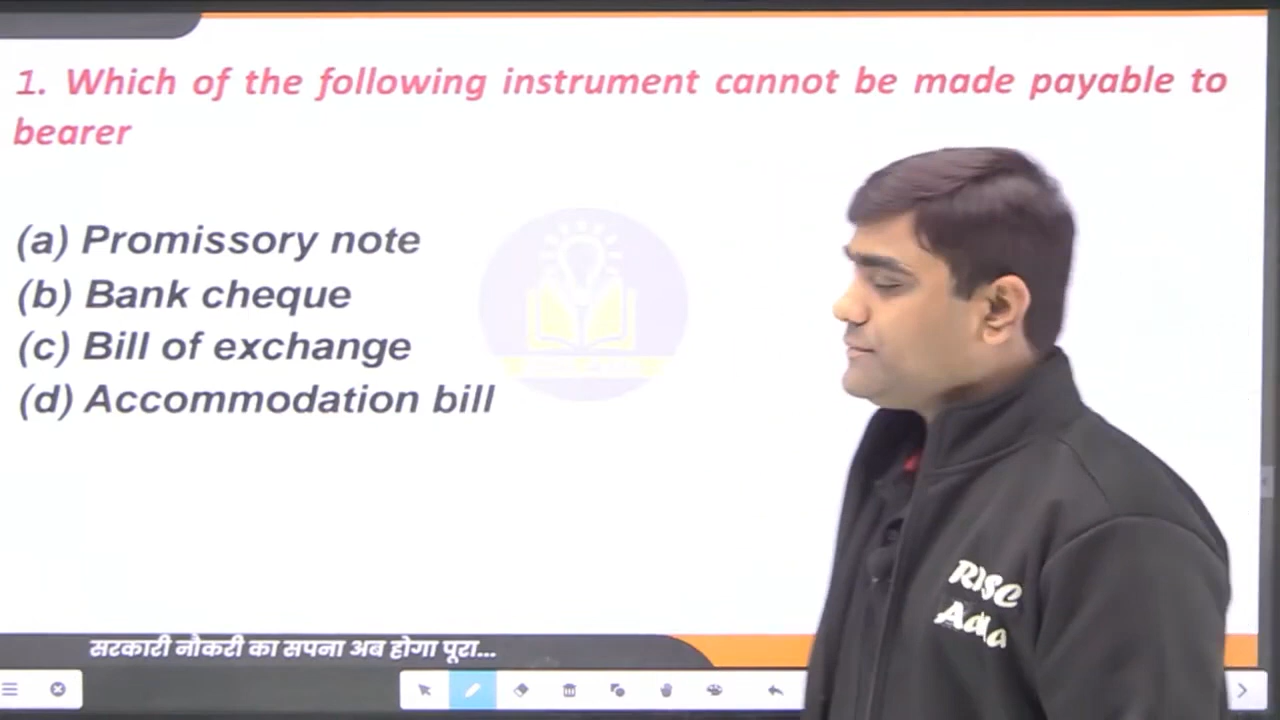 1. Which of the following instrument cannot be made payable to
bearer
(a) Promissory note
(b) Bank cheque
(c) Bill of exchange
(d) Accommodation bill
RJSC
Adda
सरकारी नौकरी का सपना अब होगा पूरा...